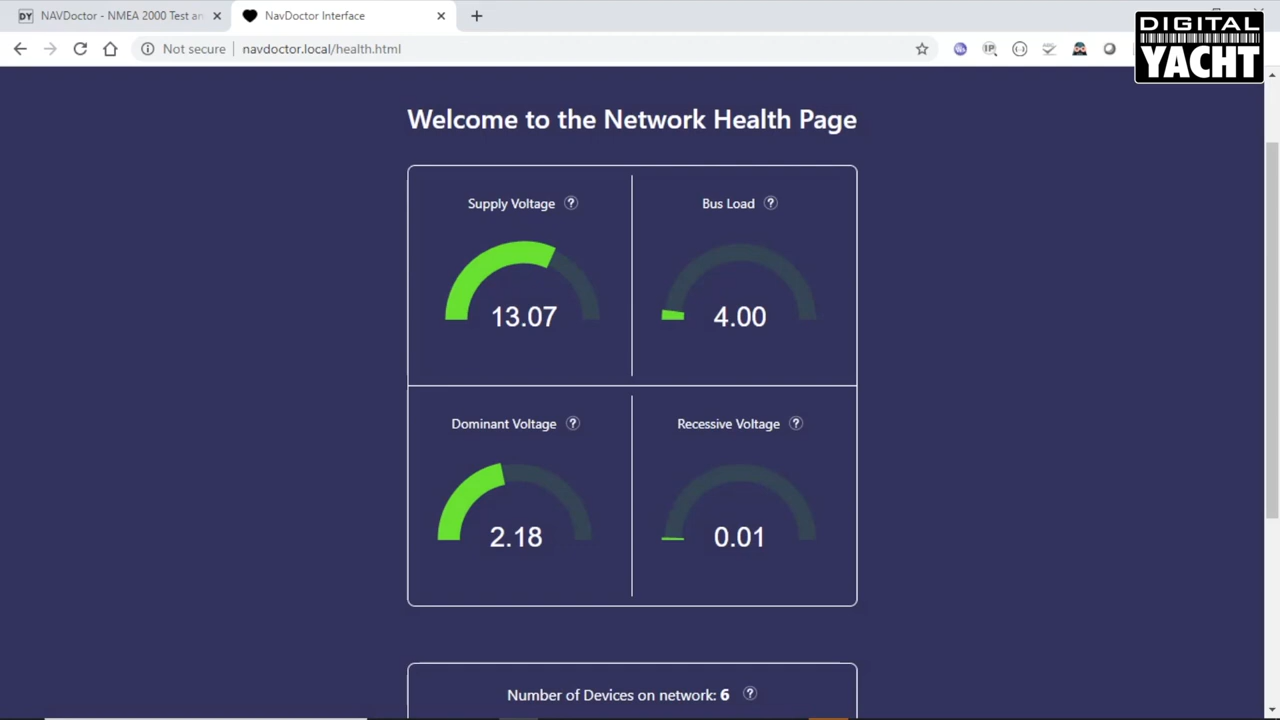 NAVDoctor - NMEA 2000 Test an
NavDoctor Interface
DIGITAL
YACHT
Not secure
navdoctor.local/health.html
Welcome to the Network Health Page
Supply Voltage ?
Bus Load ?
13.07
4.00
Dominant Voltage ?
Recessive Voltage ?
2.18
0.01
Number of Devices on network: 6 ?